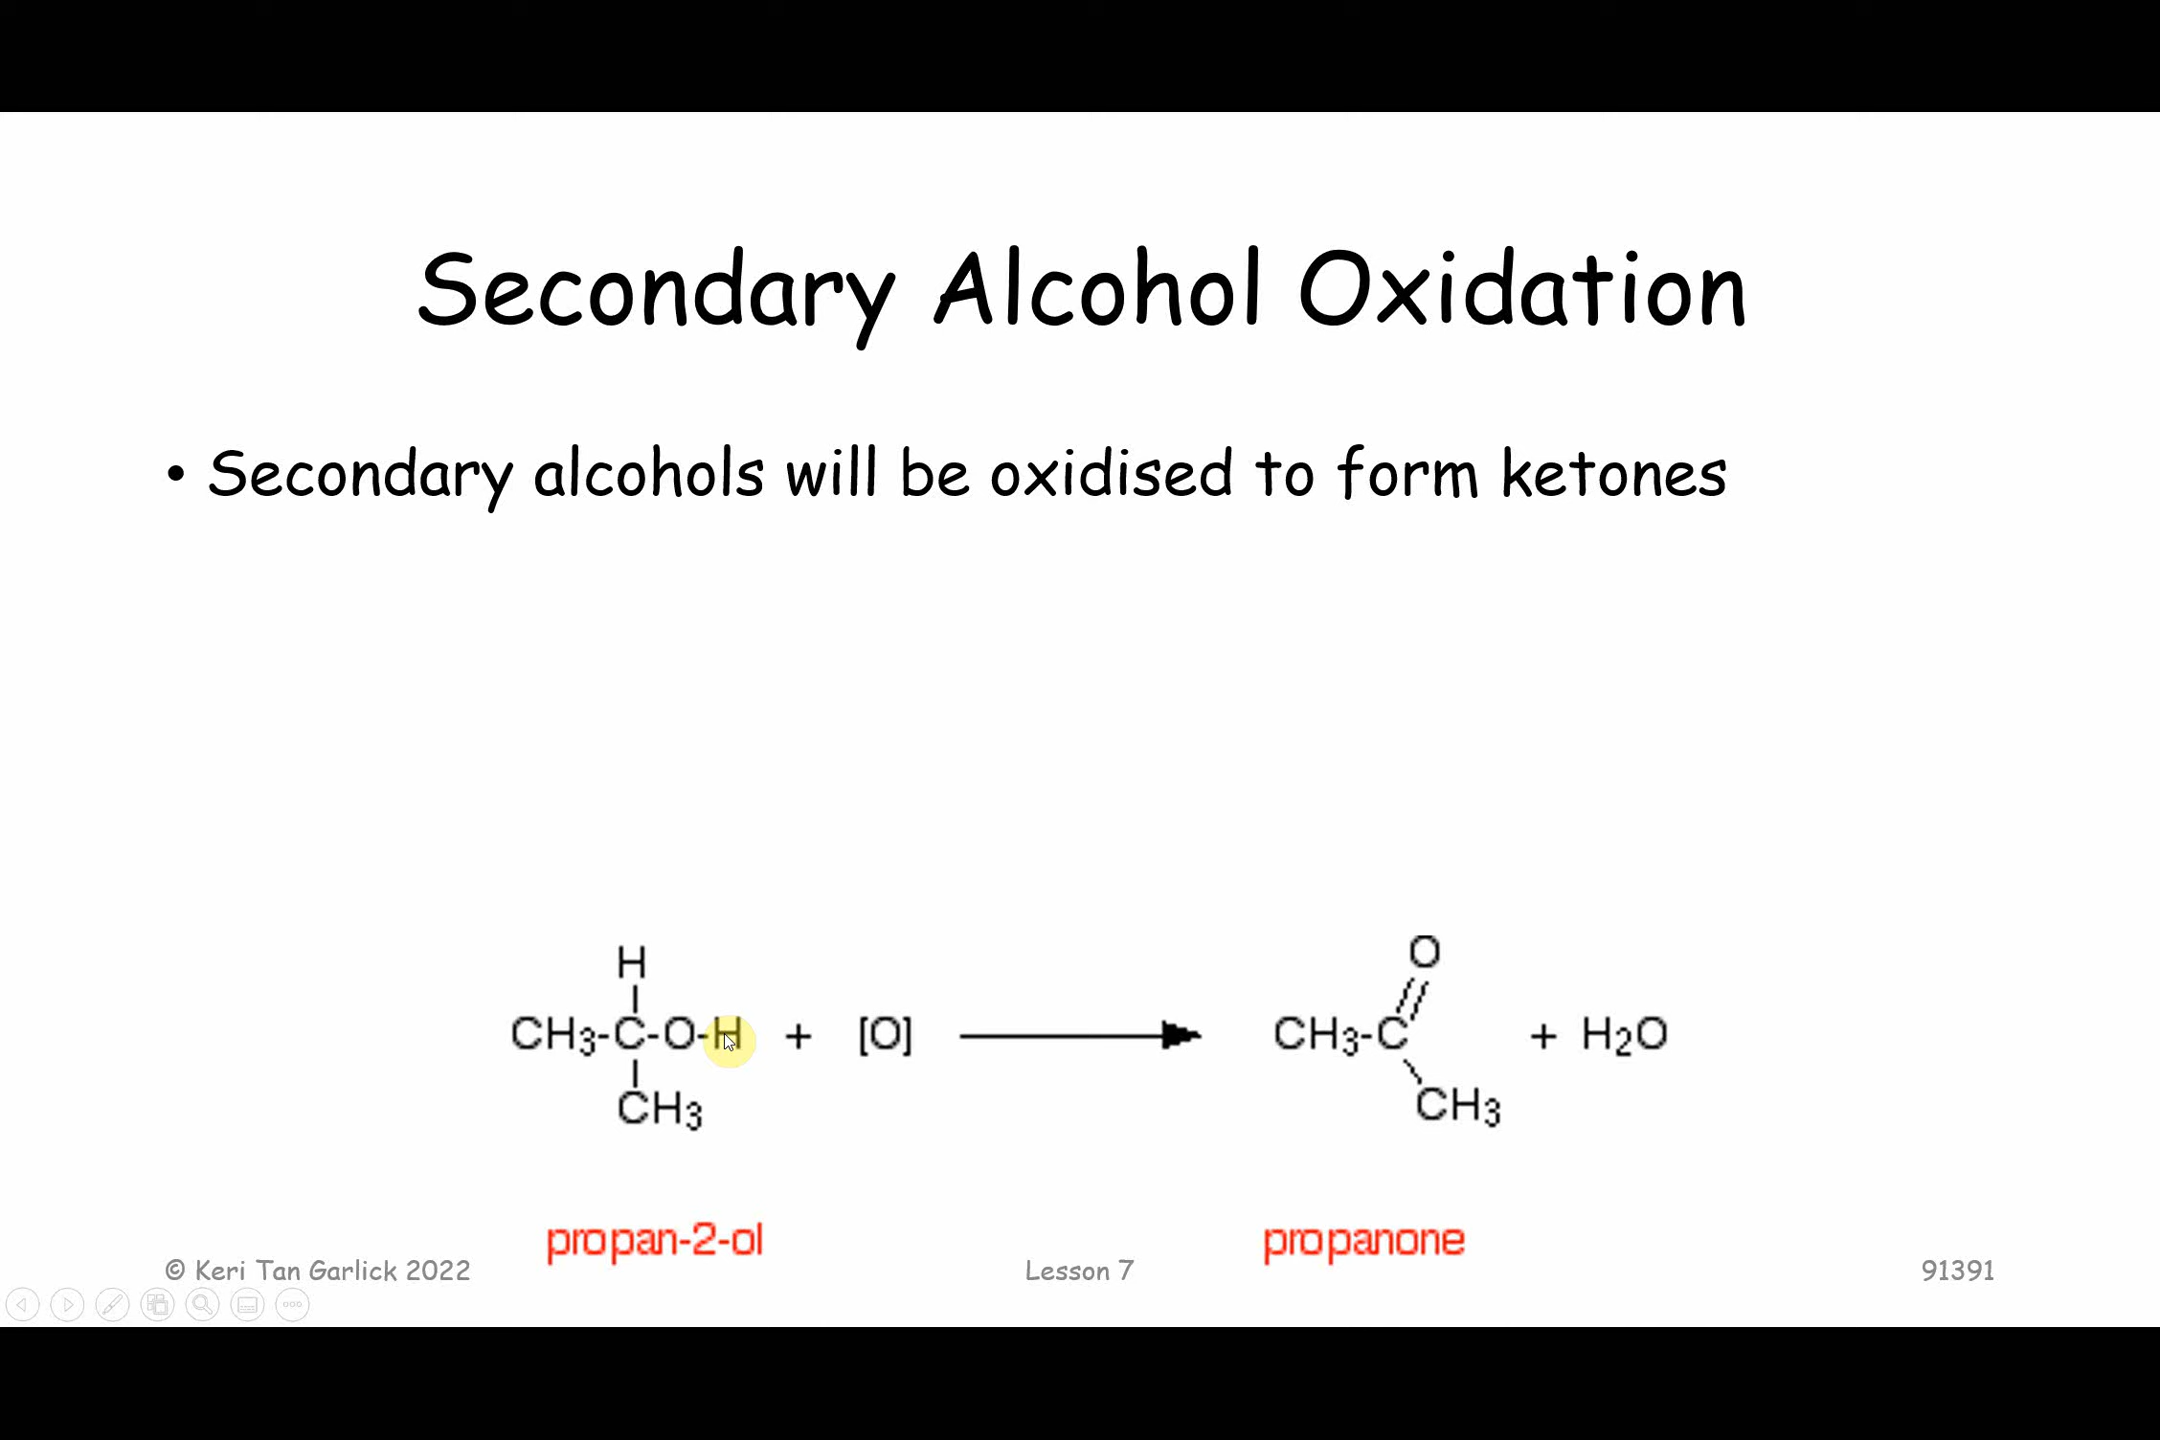 Secondary Alcohol Oxidation
• Secondary alcohols will be oxidised to form ketones
H
O
CH3-C-O-H + [O] CH3-C + H2O
CH3
CH3
propan-2-ol propanone
© Keri Tan Garlick 2022 Lesson 7 91391